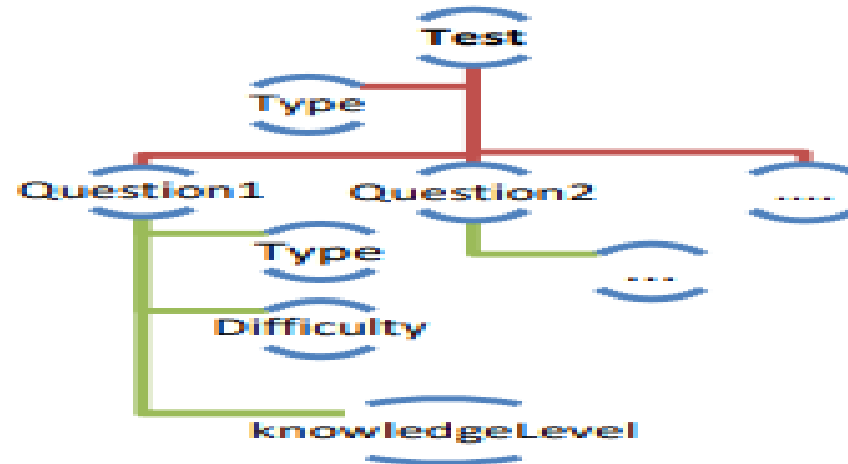 Test
Type
Question1
Question2
....
Type
...
Difficulty
knowledgeLevel